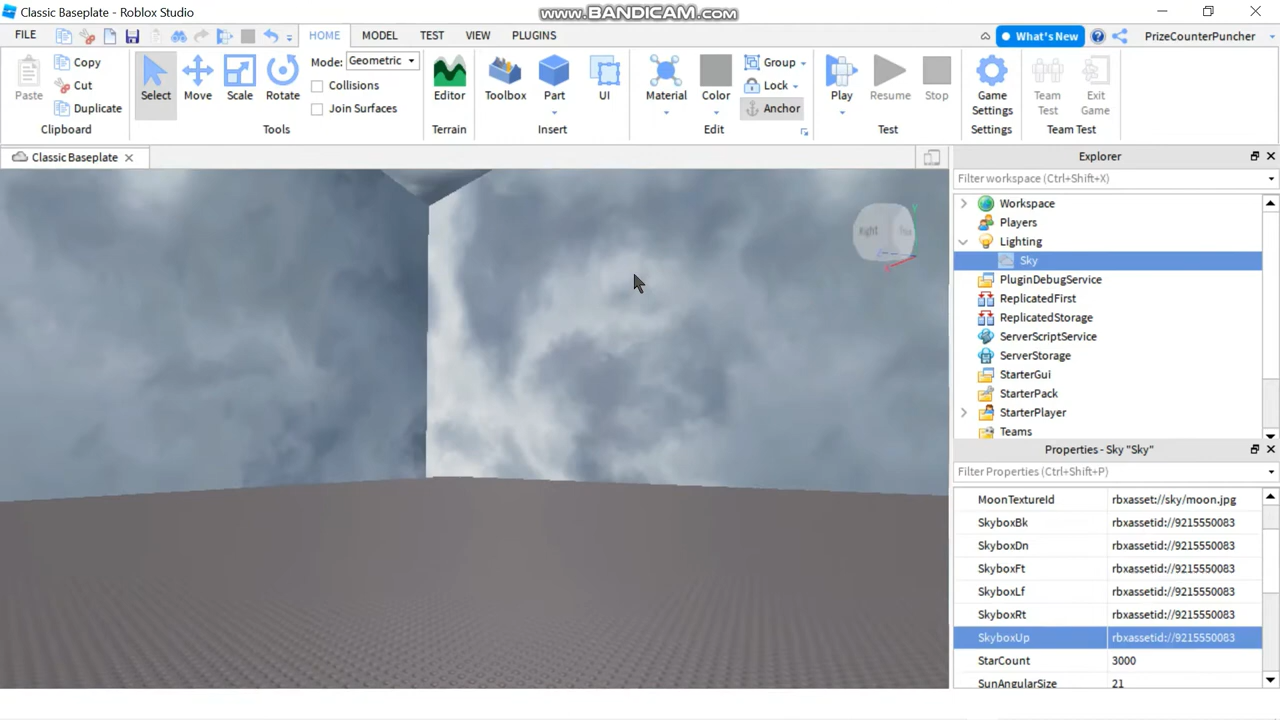 Classic Baseplate - Roblox Studio
www.BANDICAM.com
FILE HOME MODEL TEST VIEW PLUGINS What's New PrizeCounterPuncher
Paste Copy Cut Duplicate
Clipboard
Select Move Scale Rotate
Mode: Geometric
Collisions
Join Surfaces
Tools
Editor
Terrain
Toolbox Part UI
Insert
Material Color Group Lock Anchor
Edit
Play Resume Stop
Test
Game Settings
Settings
Team Test Exit Game
Team Test
Classic Baseplate
Right
Y
Explorer
Filter workspace (Ctrl+Shift+X)
Workspace
Players
Lighting
Sky
PluginDebugService
ReplicatedFirst
ReplicatedStorage
ServerScriptService
ServerStorage
StarterGui
StarterPack
StarterPlayer
Teams
Properties - Sky "Sky"
Filter Properties (Ctrl+Shift+P)
MoonTextureId rbxasset://sky/moon.jpg
SkyboxBk rbxassetid://9215550083
SkyboxDn rbxassetid://9215550083
SkyboxFt rbxassetid://9215550083
SkyboxLf rbxassetid://9215550083
SkyboxRt rbxassetid://9215550083
SkyboxUp rbxassetid://9215550083
StarCount 3000
SunAngularSize 21